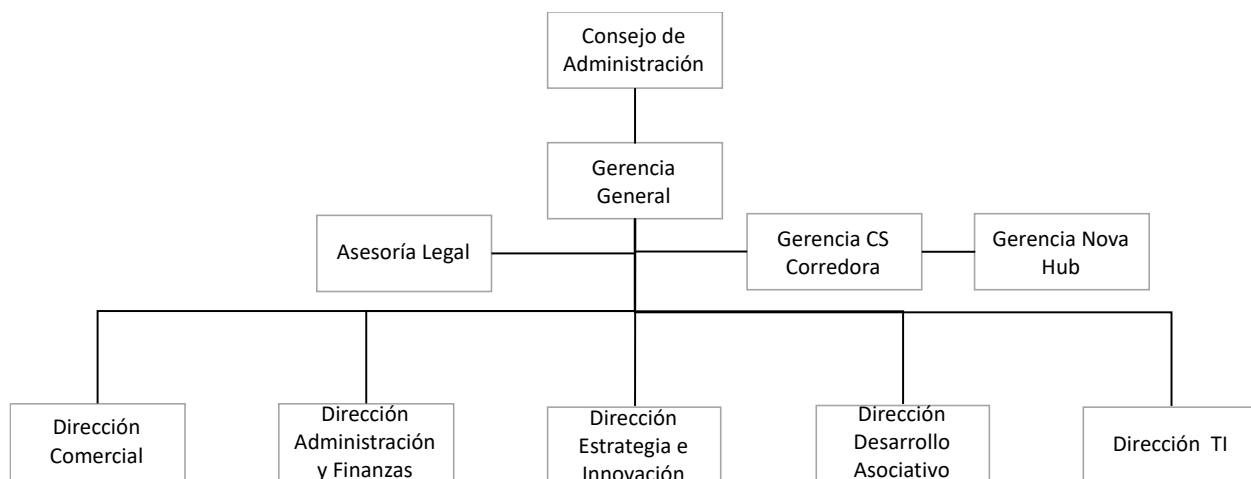 Consejo de
Administración
Gerencia
General
Asesoría Legal
Gerencia CS
Corredora
Gerencia Nova
Hub
Dirección
Comercial
Dirección
Administración
y Finanzas
Dirección
Estrategia e
Innovación
Dirección
Desarrollo
Asociativo
Dirección TI